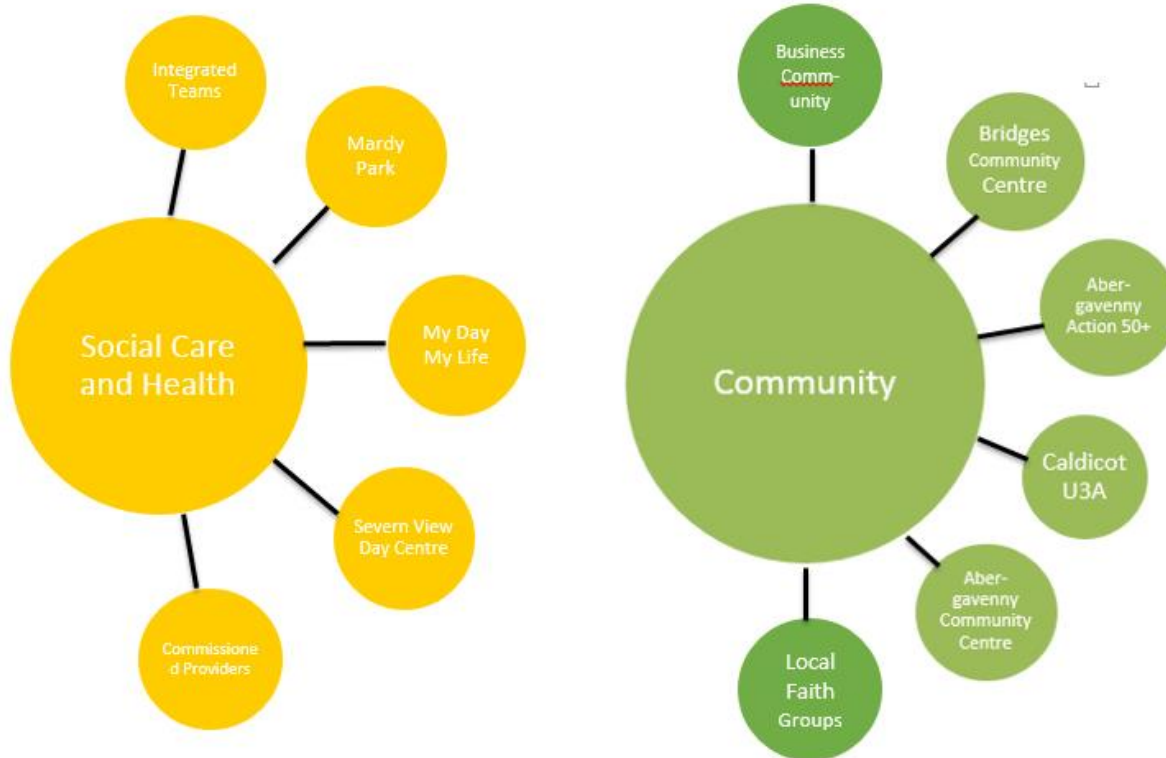 Integrated
Teams
Mardy
Park
Social Care
and Health
My Day
My Life
Severn View
Day Centre
Commissione
d Providers
Business
Comm-
unity
Bridges
Community
Centre
Community
Aber-
gavenny
Action 50+
Caldicot
U3A
Aber-
gavenny
Community
Centre
Local
Faith
Groups